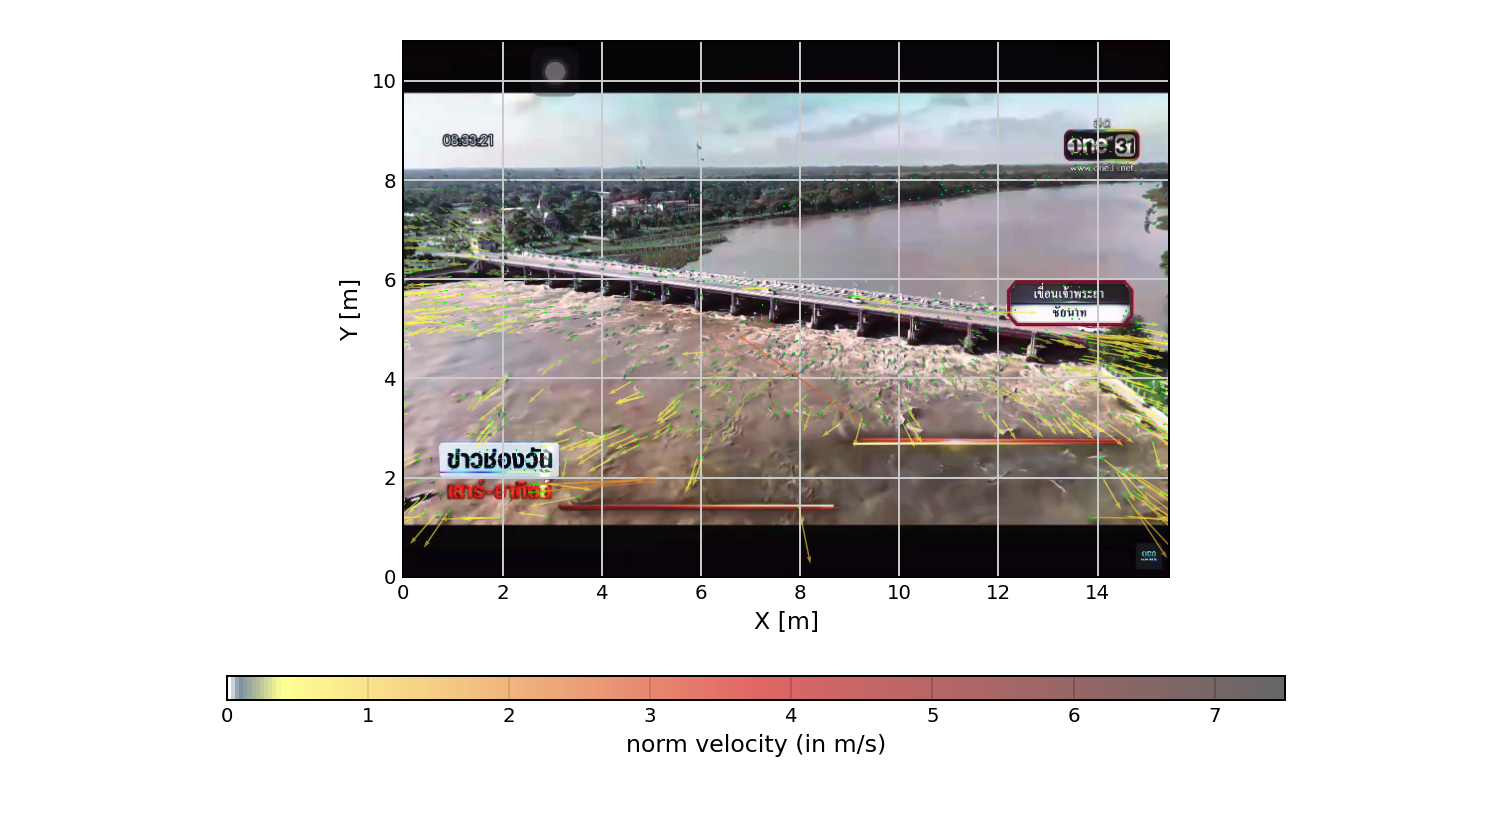 10
8
6
4
2
0
Y [m]
08:33:21
one 31
www.one31.net
เขื่อนเจ้าพระยา
ชัยนาท
ข่าวช่องวัน
เสาร์-อาทิตย์
one
0 2 4 6 8 10 12 14
X [m]
0 1 2 3 4 5 6 7
norm velocity (in m/s)